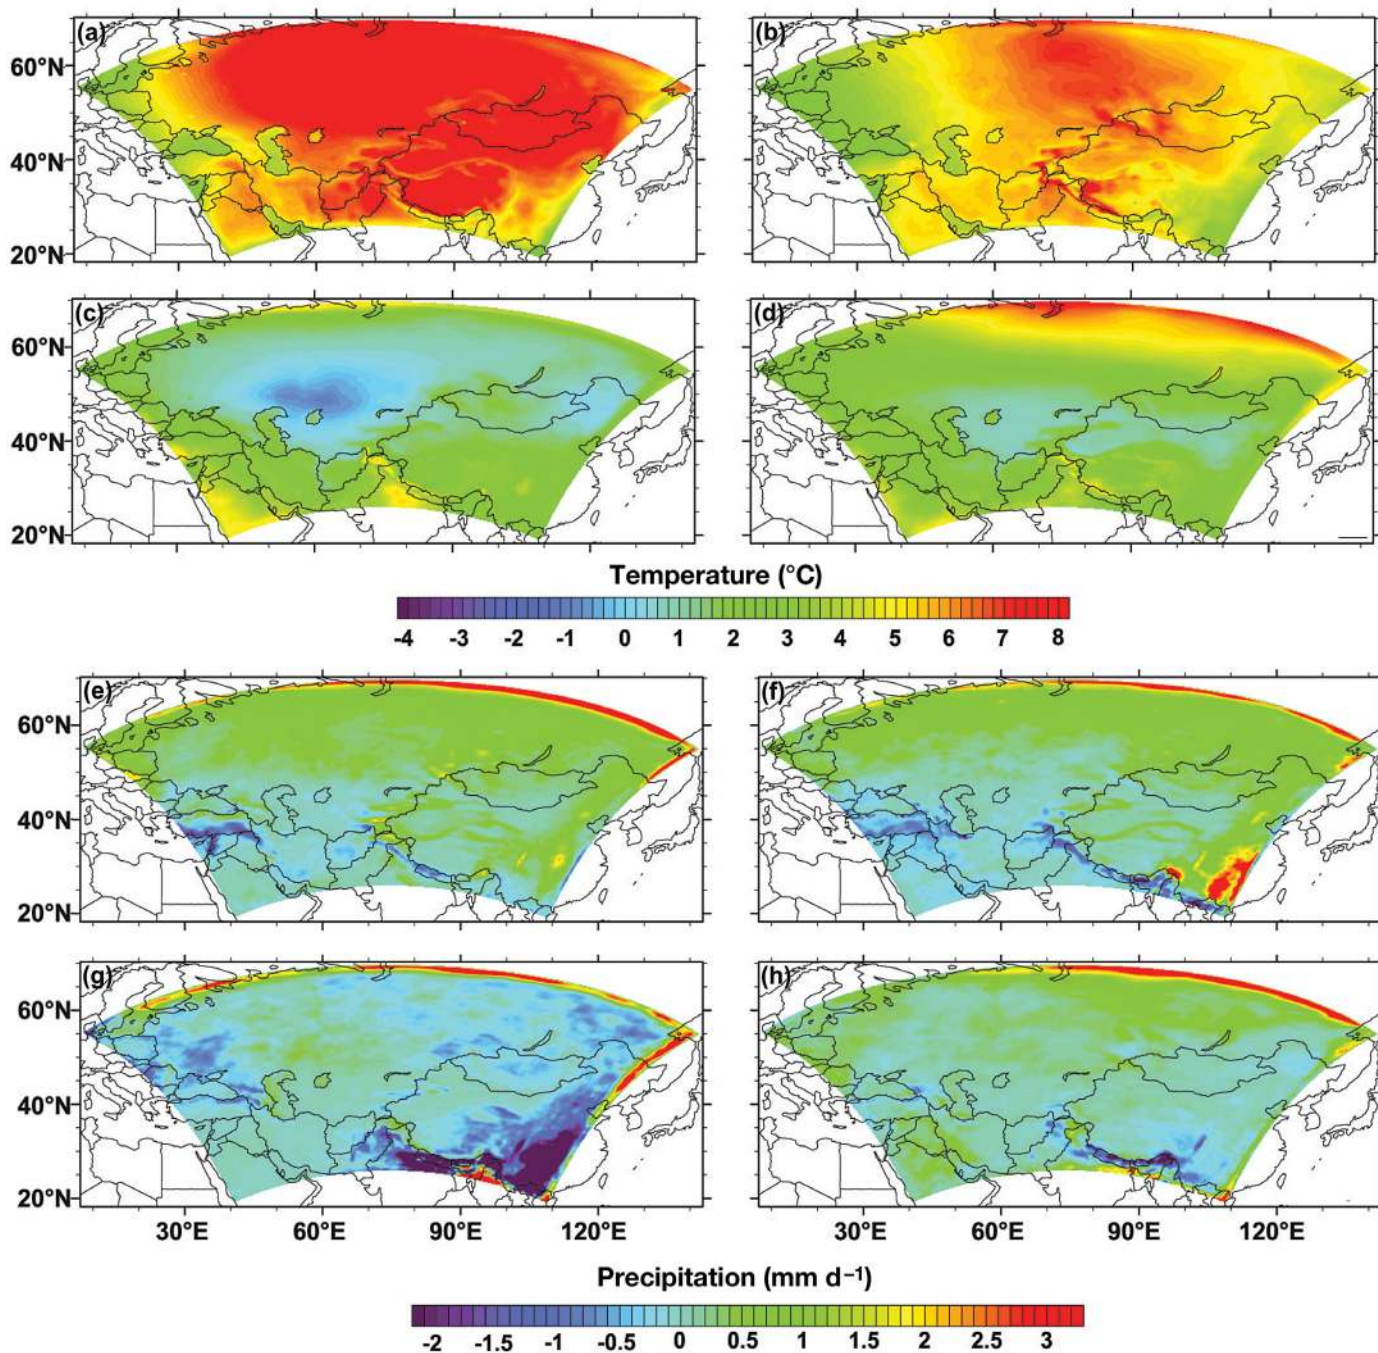 (a) (b)
60°N
40°N
20°N
(c) (d)
60°N
40°N
20°N
Temperature (°C)
-4 -3 -2 -1 0 1 2 3 4 5 6 7 8
(e) (f)
60°N
40°N
20°N
(g) (h)
60°N
40°N
20°N
30°E 60°E 90°E 120°E 30°E 60°E 90°E 120°E
Precipitation (mm d⁻¹)
-2 -1.5 -1 -0.5 0 0.5 1 1.5 2 2.5 3